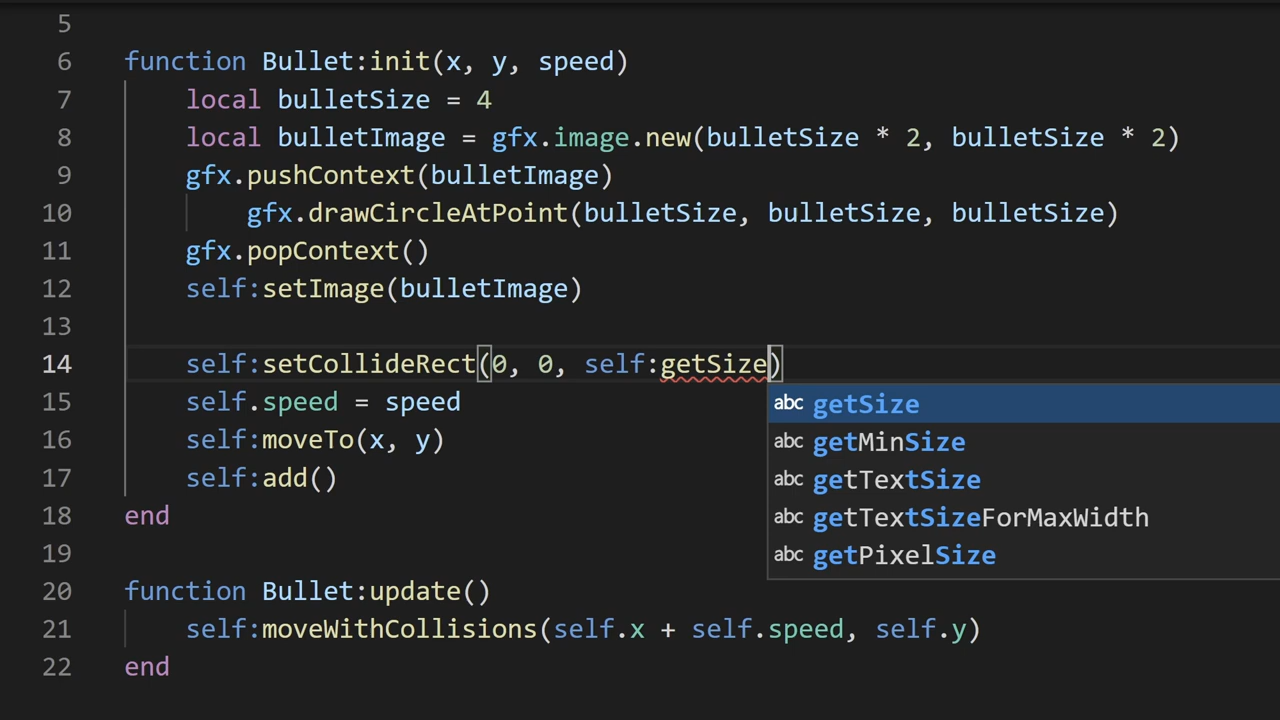 5
6 function Bullet:init(x, y, speed)
7 local bulletSize = 4
8 local bulletImage = gfx.image.new(bulletSize * 2, bulletSize * 2)
9 gfx.pushContext(bulletImage)
10 gfx.drawCircleAtPoint(bulletSize, bulletSize, bulletSize)
11 gfx.popContext()
12 self:setImage(bulletImage)
13
14 self:setCollideRect(0, 0, self:getSize)
15 self.speed = speed
abc getSize
16 self:moveTo(x, y)
abc getMinSize
17 self:add()
abc getTextSize
18 end
abc getTextSizeForMaxWidth
19
abc getPixelSize
20 function Bullet:update()
21 self:moveWithCollisions(self.x + self.speed, self.y)
22 end